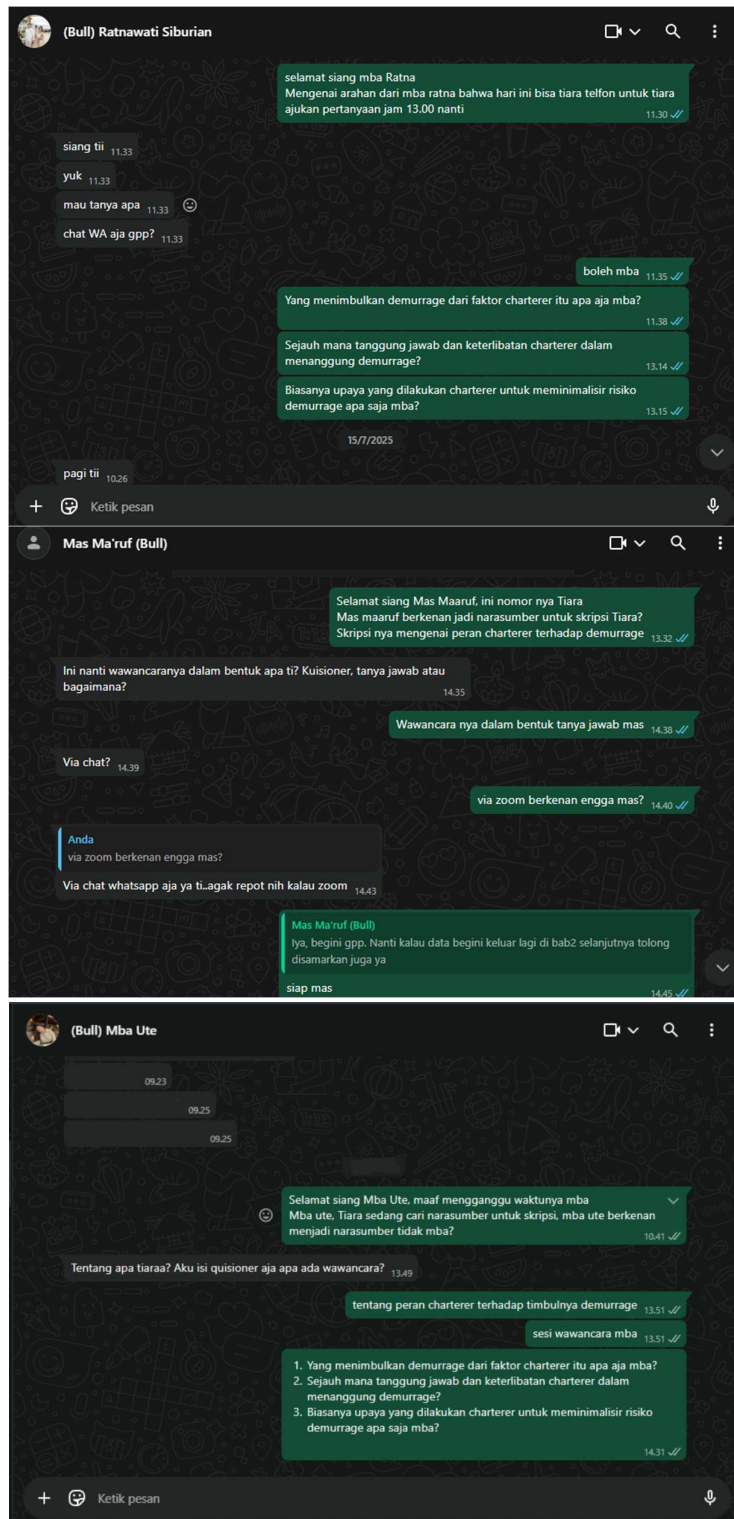 (Bull) Ratnawati Siburian
selamat siang mba Ratna
Mengenai arahan dari mba ratna bahwa hari ini bisa tiara telfon untuk tiara
ajukan pertanyaan jam 13.00 nanti
11.30
siang tii 11.33
yuk 11.33
mau tanya apa 11.33
chat WA aja gpp? 11.33
boleh mba 11.35
Yang menimbulkan demurrage dari faktor charterer itu apa aja mba?
11.38
Sejauh mana tanggung jawab dan keterlibatan charterer dalam
menanggung demurrage?
13.14
Biasanya upaya yang dilakukan charterer untuk meminimalisir risiko
demurrage apa saja mba?
13.15
15/7/2025
pagi tii 10.26
Ketik pesan
Mas Ma'ruf (Bull)
Selamat siang Mas Maaruf, ini nomor nya Tiara
Mas maaruf berkenan jadi narasumber untuk skripsi Tiara?
Skripsi nya mengenai peran charterer terhadap demurrage 13.32
Ini nanti wawancaranya dalam bentuk apa ti? Kuisioner, tanya jawab atau
bagaimana?
14.35
Wawancara nya dalam bentuk tanya jawab mas 14.38
Via chat? 14.39
via zoom berkenan engga mas? 14.40
Anda
via zoom berkenan engga mas?
Via chat whatsapp aja ya ti..agak repot nih kalau zoom 14.43
Mas Ma'ruf (Bull)
Iya, begini gpp. Nanti kalau data begini keluar lagi di bab2 selanjutnya tolong
disamarkan juga ya
siap mas
14.45
(Bull) Mba Ute
09.23
09.25
09.25
Selamat siang Mba Ute, maaf mengganggu waktunya mba
Mba ute, Tiara sedang cari narasumber untuk skripsi, mba ute berkenan
menjadi narasumber tidak mba?
10.41
Tentang apa tiaraa? Aku isi quisioner aja apa ada wawancara? 13.49
tentang peran charterer terhadap timbulnya demurrage 13.51
sesi wawancara mba 13.51
1. Yang menimbulkan demurrage dari faktor charterer itu apa aja mba?
2. Sejauh mana tanggung jawab dan keterlibatan charterer dalam
menanggung demurrage?
3. Biasanya upaya yang dilakukan charterer untuk meminimalisir risiko
demurrage apa saja mba?
14.31
Ketik pesan